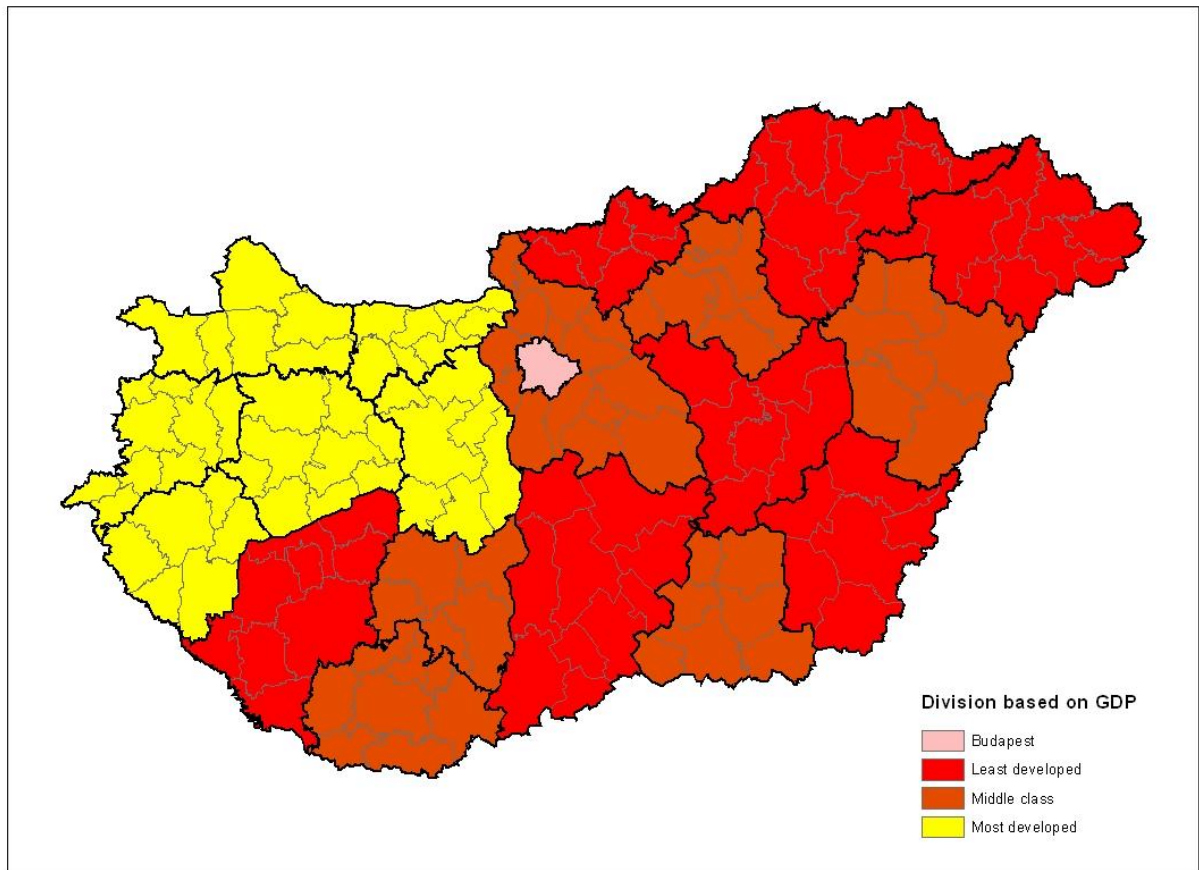 Division based on GDP
Budapest
Least developed
Middle class
Most developed